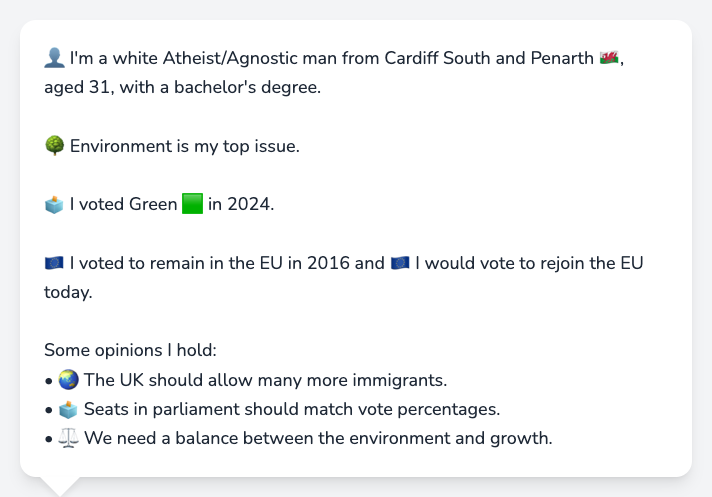 👤 I'm a white Atheist/Agnostic man from Cardiff South and Penarth 🏴󠁧󠁢󠁷󠁬󠁳󠁿,
aged 31, with a bachelor's degree.
🌳 Environment is my top issue.
🗳️ I voted Green 🟩 in 2024.
🇪🇺 I voted to remain in the EU in 2016 and 🇪🇺 I would vote to rejoin the EU
today.
Some opinions I hold:
• 🌏 The UK should allow many more immigrants.
• 🗳️ Seats in parliament should match vote percentages.
• ⚖️ We need a balance between the environment and growth.